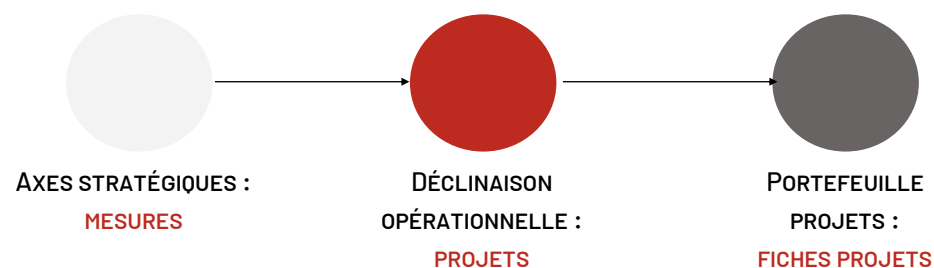 Axes stratégiques :
mesures
Déclinaison
opérationnelle :
projets
Portefeuille
projets :
fiches projets